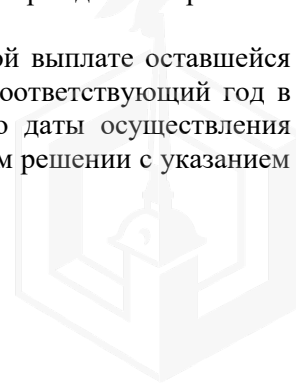 ой выплате оставшейся
оответствующий год в
о даты осуществления
м решении с указанием